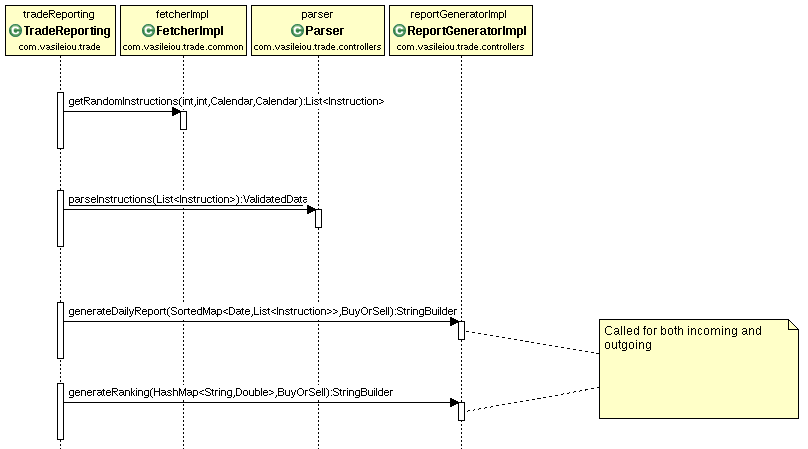 tradeReporting
TradeReporting
com.vasileiou.trade
fetcherImpl
FetcherImpl
com.vasileiou.trade.common
parser
Parser
com.vasileiou.trade.controllers
reportGeneratorImpl
ReportGeneratorImpl
com.vasileiou.trade.controllers
getRandomInstructions(int,int,Calendar,Calendar):List<Instruction>
parseInstructions(List<Instruction>):ValidatedData
generateDailyReport(SortedMap<Date,List<Instruction>>,BuyOrSell):StringBuilder
Called for both incoming and
outgoing
generateRanking(HashMap<String,Double>,BuyOrSell):StringBuilder